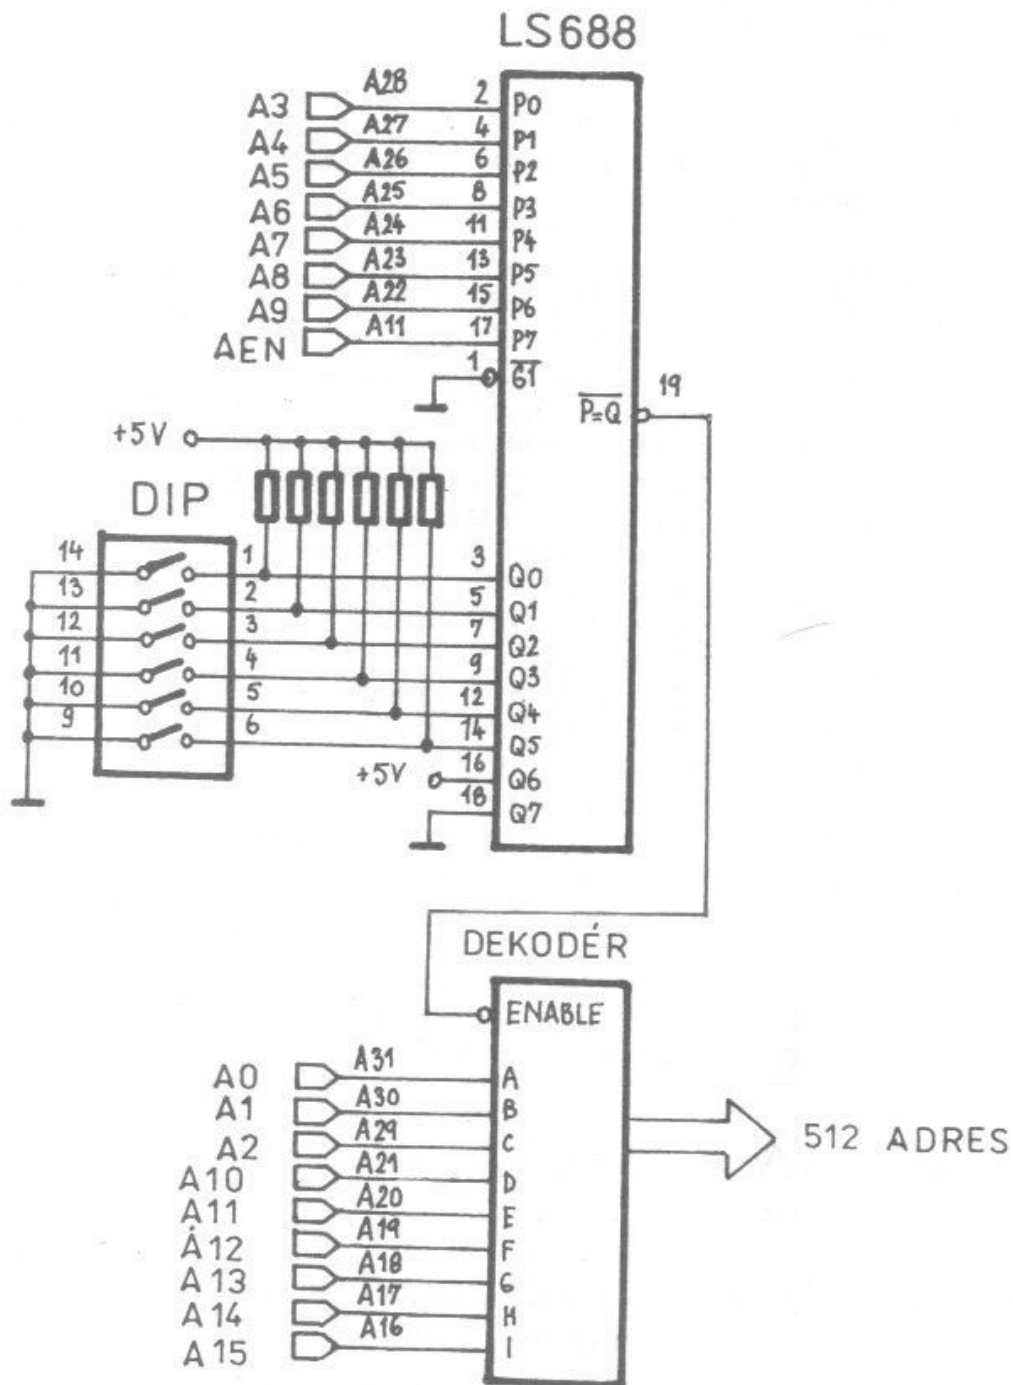 LS688
A3 A28 2 P0
A4 A27 4 P1
A5 A26 6 P2
A6 A25 8 P3
A7 A24 11 P4
A8 A23 13 P5
A9 A22 15 P6
AEN A11 17 P7
1 G1
P=Q 19
+5V
DIP
14 1 3 Q0
13 2 5 Q1
12 3 7 Q2
11 4 9 Q3
10 5 12 Q4
9 6 14 Q5
+5V 16 Q6
18 Q7
DEKODÉR
ENABLE
A0 A31 A
A1 A30 B
A2 A29 C
512 ADRES
A10 A21 D
A11 A20 E
Á12 A19 F
A13 A18 G
A14 A17 H
A15 A16 I